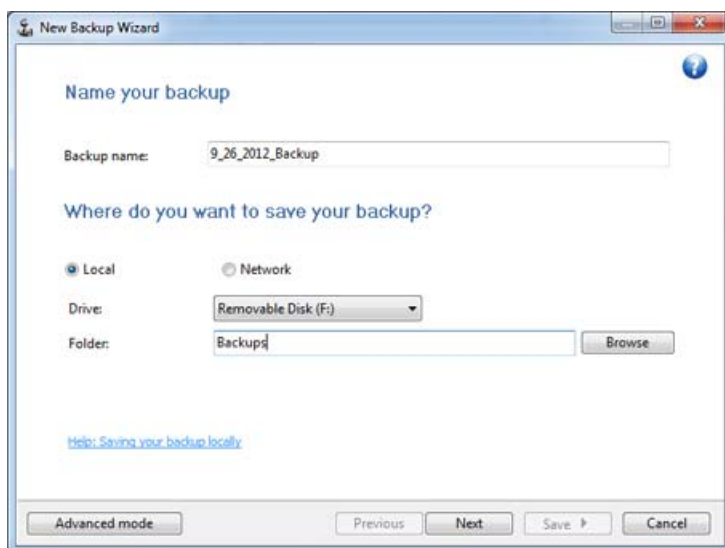 New Backup Wizard
Name your backup
Backup name: 9_26_2012_Backup
Where do you want to save your backup?
Local Network
Drive: Removable Disk (F:)
Folder: Backups Browse
Help: Saving your backup locally
Advanced mode Previous Next Save Cancel